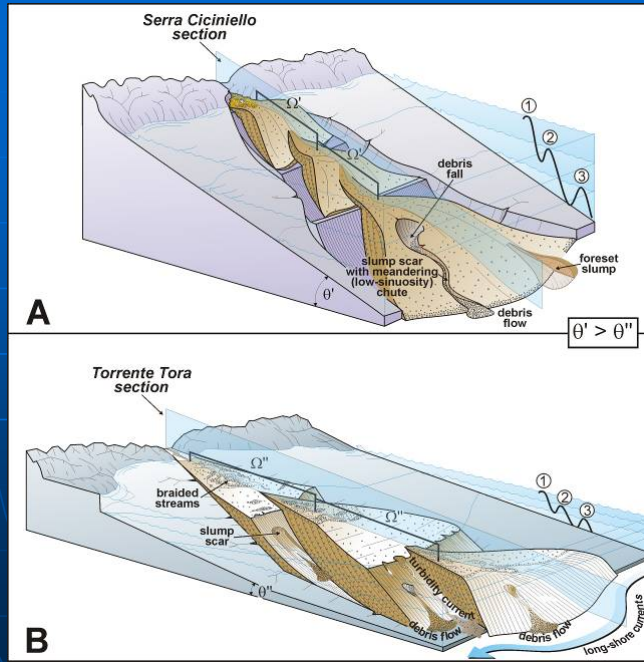 Serra Ciciniello
section
Ω'
Ω'
①
②
③
debris
fall
slump scar
with meandering
(low-sinuosity)
chute
foreset
slump
debris
flow
θ'
A
θ' > θ"
Torrente Tora
section
Ω"
Ω"
①
②
③
braided
streams
slump
scar
turbidity current
debris flow
debris flow
long-shore currents
θ"
B